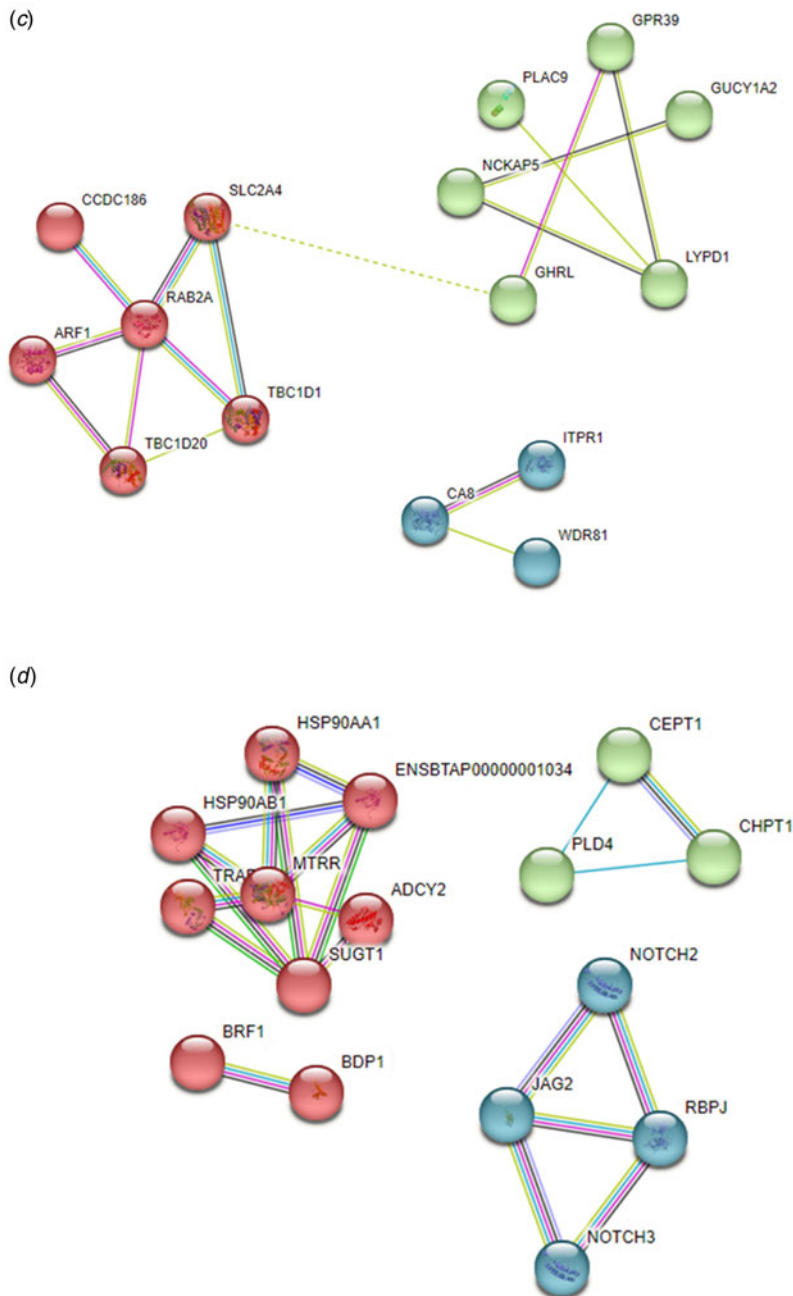 (c)
GPR39
PLAC9
GUCY1A2
NCKAP5
CCDC186
SLC2A4
LYPD1
GHRL
RAB2A
ARF1
TBC1D1
TBC1D20
ITPR1
CA8
WDR81
(d)
HSP90AA1
CEPT1
ENSBTAP00000001034
HSP90AB1
CHPT1
PLD4
MTRR
ADCY2
SUGT1
NOTCH2
BRF1
BDP1
JAG2
RBPJ
NOTCH3